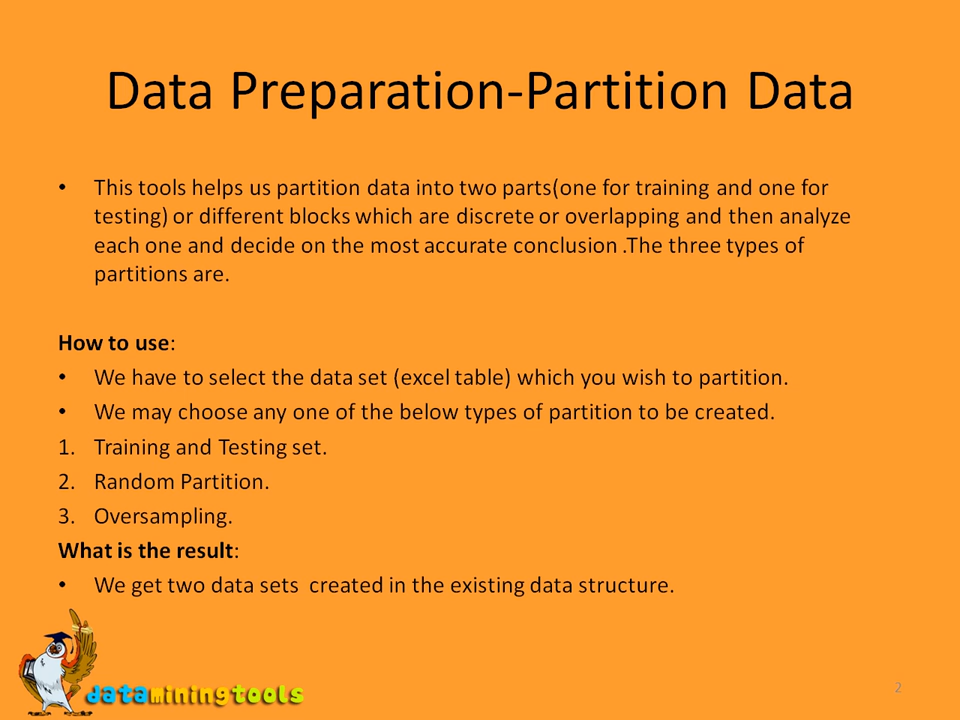 Data Preparation-Partition Data
• This tools helps us partition data into two parts(one for training and one for
testing) or different blocks which are discrete or overlapping and then analyze
each one and decide on the most accurate conclusion .The three types of
partitions are.
How to use:
• We have to select the data set (excel table) which you wish to partition.
• We may choose any one of the below types of partition to be created.
1. Training and Testing set.
2. Random Partition.
3. Oversampling.
What is the result:
• We get two data sets  created in the existing data structure.
dataminingtools
2